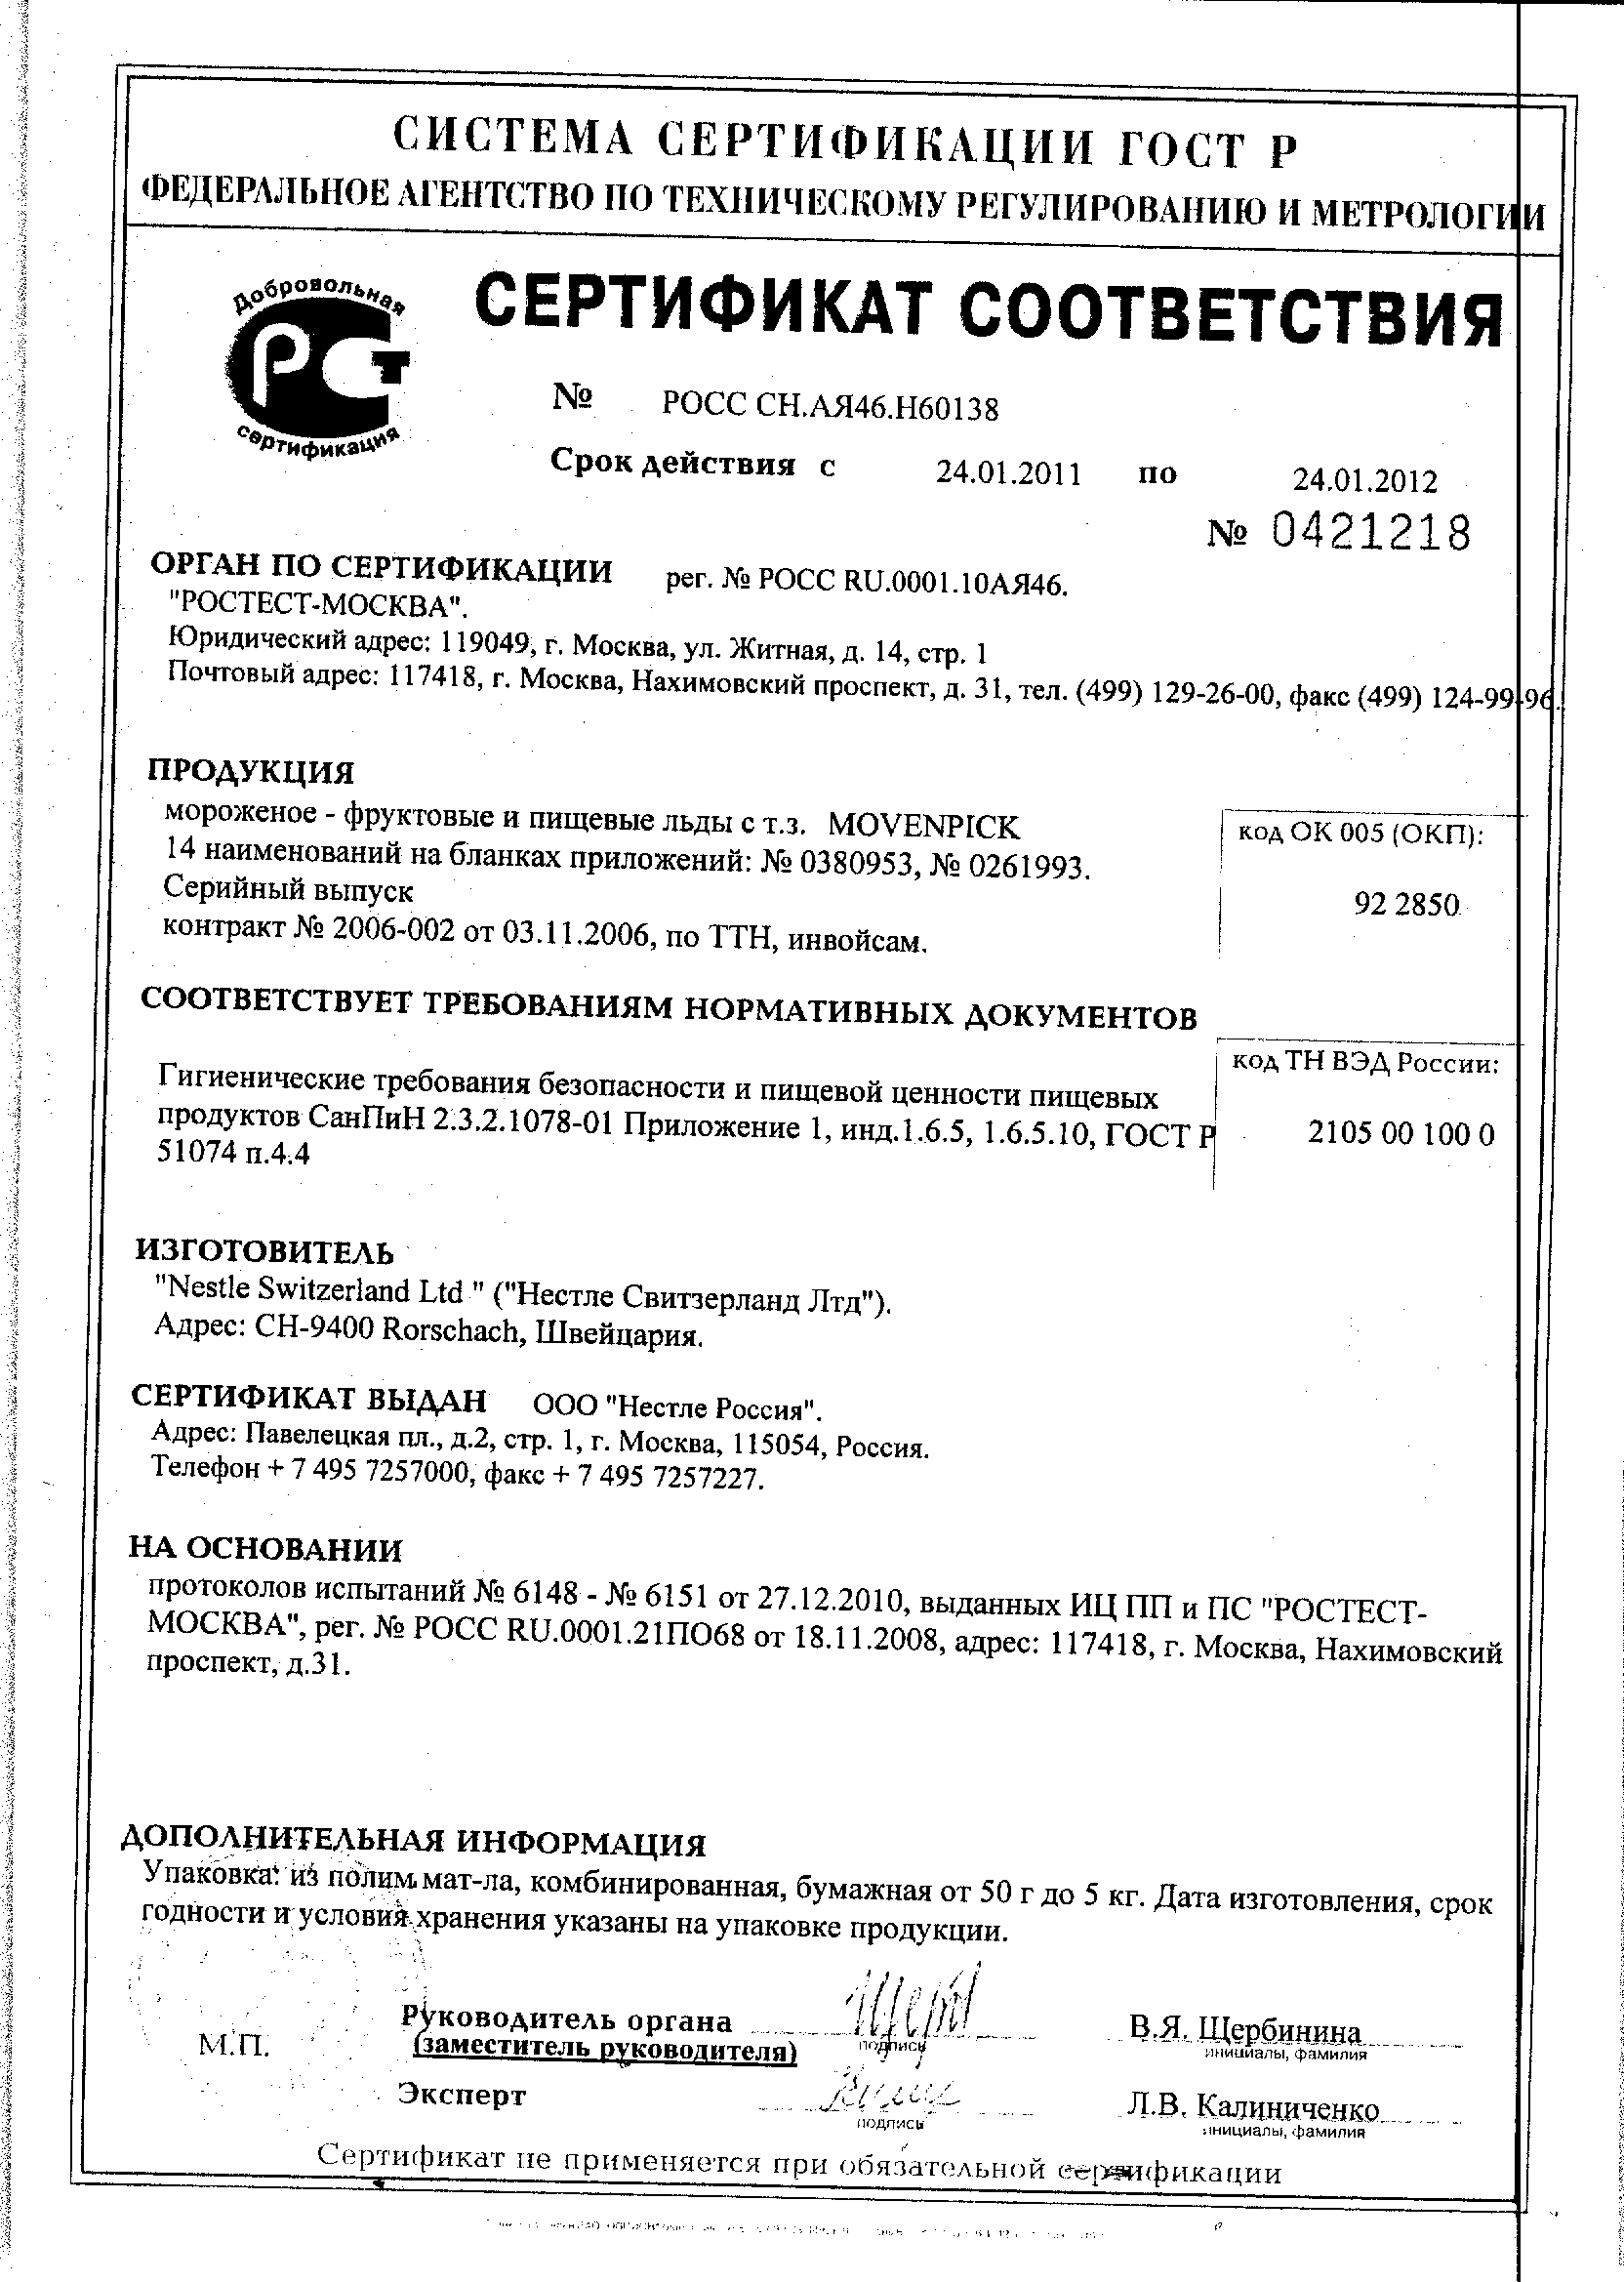 СИСТЕМА СЕРТИФИКАЦИИ ГОСТ Р
ФЕДЕРАЛЬНОЕ АГЕНТСТВО ПО ТЕХНИЧЕСКОМУ РЕГУЛИРОВАНИЮ И МЕТРОЛОГИИ
Добровольная
РСТ
сертификация
СЕРТИФИКАТ СООТВЕТСТВИЯ
№ РОСС CH.АЯ46.Н60138
Срок действия с 24.01.2011 по 24.01.2012
№ 0421218
ОРГАН ПО СЕРТИФИКАЦИИ рег. № РОСС RU.0001.10АЯ46.
"РОСТЕСТ-МОСКВА".
Юридический адрес: 119049, г. Москва, ул. Житная, д. 14, стр. 1
Почтовый адрес: 117418, г. Москва, Нахимовский проспект, д. 31, тел. (499) 129-26-00, факс (499) 124-99-96.
ПРОДУКЦИЯ
мороженое - фруктовые и пищевые льды с т.з. MOVENPICK
14 наименований на бланках приложений: № 0380953, № 0261993.
Серийный выпуск
контракт № 2006-002 от 03.11.2006, по ТТН, инвойсам.
код ОК 005 (ОКП):
92 2850
СООТВЕТСТВУЕТ ТРЕБОВАНИЯМ НОРМАТИВНЫХ ДОКУМЕНТОВ
Гигиенические требования безопасности и пищевой ценности пищевых
продуктов СанПиН 2.3.2.1078-01 Приложение 1, инд.1.6.5, 1.6.5.10, ГОСТ Р
51074 п.4.4
код ТН ВЭД России:
2105 00 100 0
ИЗГОТОВИТЕЛЬ
"Nestle Switzerland Ltd " ("Нестле Свитзерланд Лтд").
Адрес: CH-9400 Rorschach, Швейцария.
СЕРТИФИКАТ ВЫДАН ООО "Нестле Россия".
Адрес: Павелецкая пл., д.2, стр. 1, г. Москва, 115054, Россия.
Телефон + 7 495 7257000, факс + 7 495 7257227.
НА ОСНОВАНИИ
протоколов испытаний № 6148 - № 6151 от 27.12.2010, выданных ИЦ ПП и ПС "РОСТЕСТ-
МОСКВА", рег. № РОСС RU.0001.21ПО68 от 18.11.2008, адрес: 117418, г. Москва, Нахимовский
проспект, д.31.
ДОПОЛНИТЕЛЬНАЯ ИНФОРМАЦИЯ
Упаковка: из полим.мат-ла, комбинированная, бумажная от 50 г до 5 кг. Дата изготовления, срок
годности и условия хранения указаны на упаковке продукции.
М.П.
Руководитель органа
(заместитель руководителя)
подпись
В.Я. Щербинина
инициалы, фамилия
Эксперт
подпись
Л.В. Калиниченко
инициалы, фамилия
Сертификат не применяется при обязательной сертификации